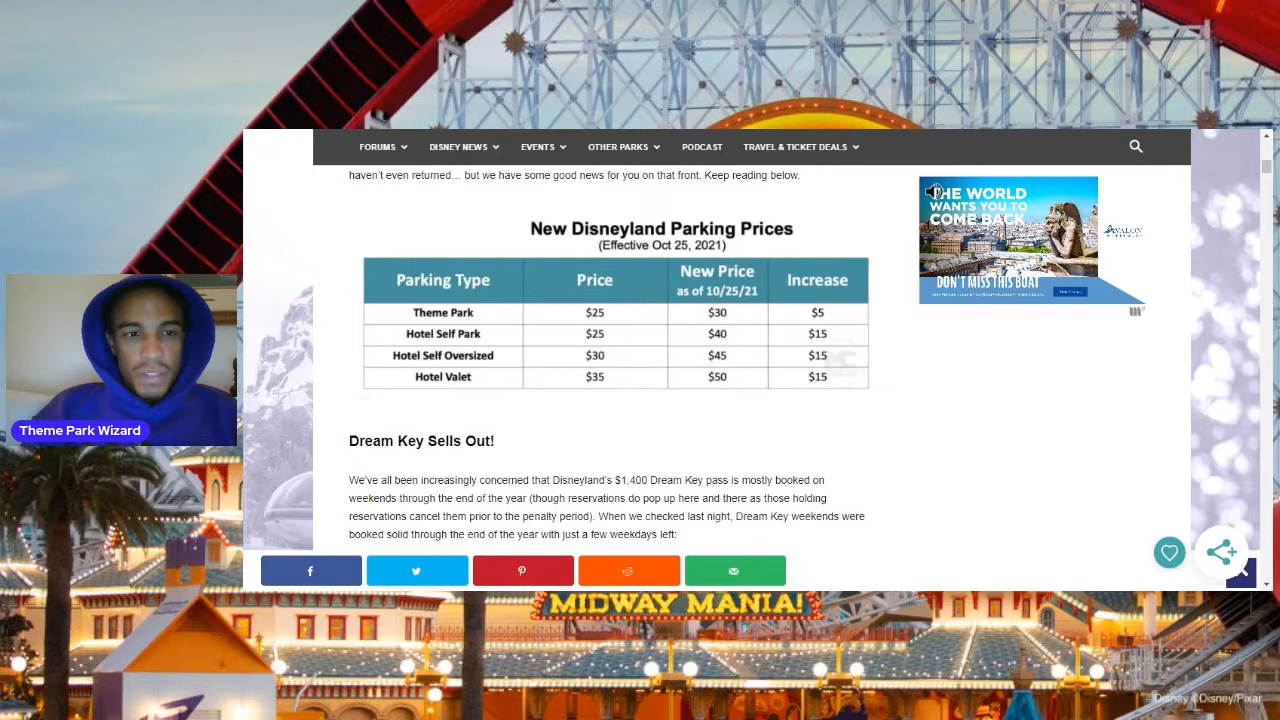 FORUMS DISNEY NEWS EVENTS OTHER PARKS PODCAST TRAVEL & TICKET DEALS
haven't even returned… but we have some good news for you on that front. Keep reading below.
THE WORLD
WANTS YOU TO
COME BACK
AVALON
DON'T MISS THIS BOAT
New Disneyland Parking Prices
(Effective Oct 25, 2021)
Parking Type Price New Price as of 10/25/21 Increase
Theme Park $25 $30 $5
Hotel Self Park $25 $40 $15
Hotel Self Oversized $30 $45 $15
Hotel Valet $35 $50 $15
Theme Park Wizard
Dream Key Sells Out!
We've all been increasingly concerned that Disneyland's $1,400 Dream Key pass is mostly booked on
weekends through the end of the year (though reservations do pop up here and there as those holding
reservations cancel them prior to the penalty period). When we checked last night, Dream Key weekends were
booked solid through the end of the year with just a few weekdays left:
MIDWAY MANIA!
©Disney ©Disney/Pixar